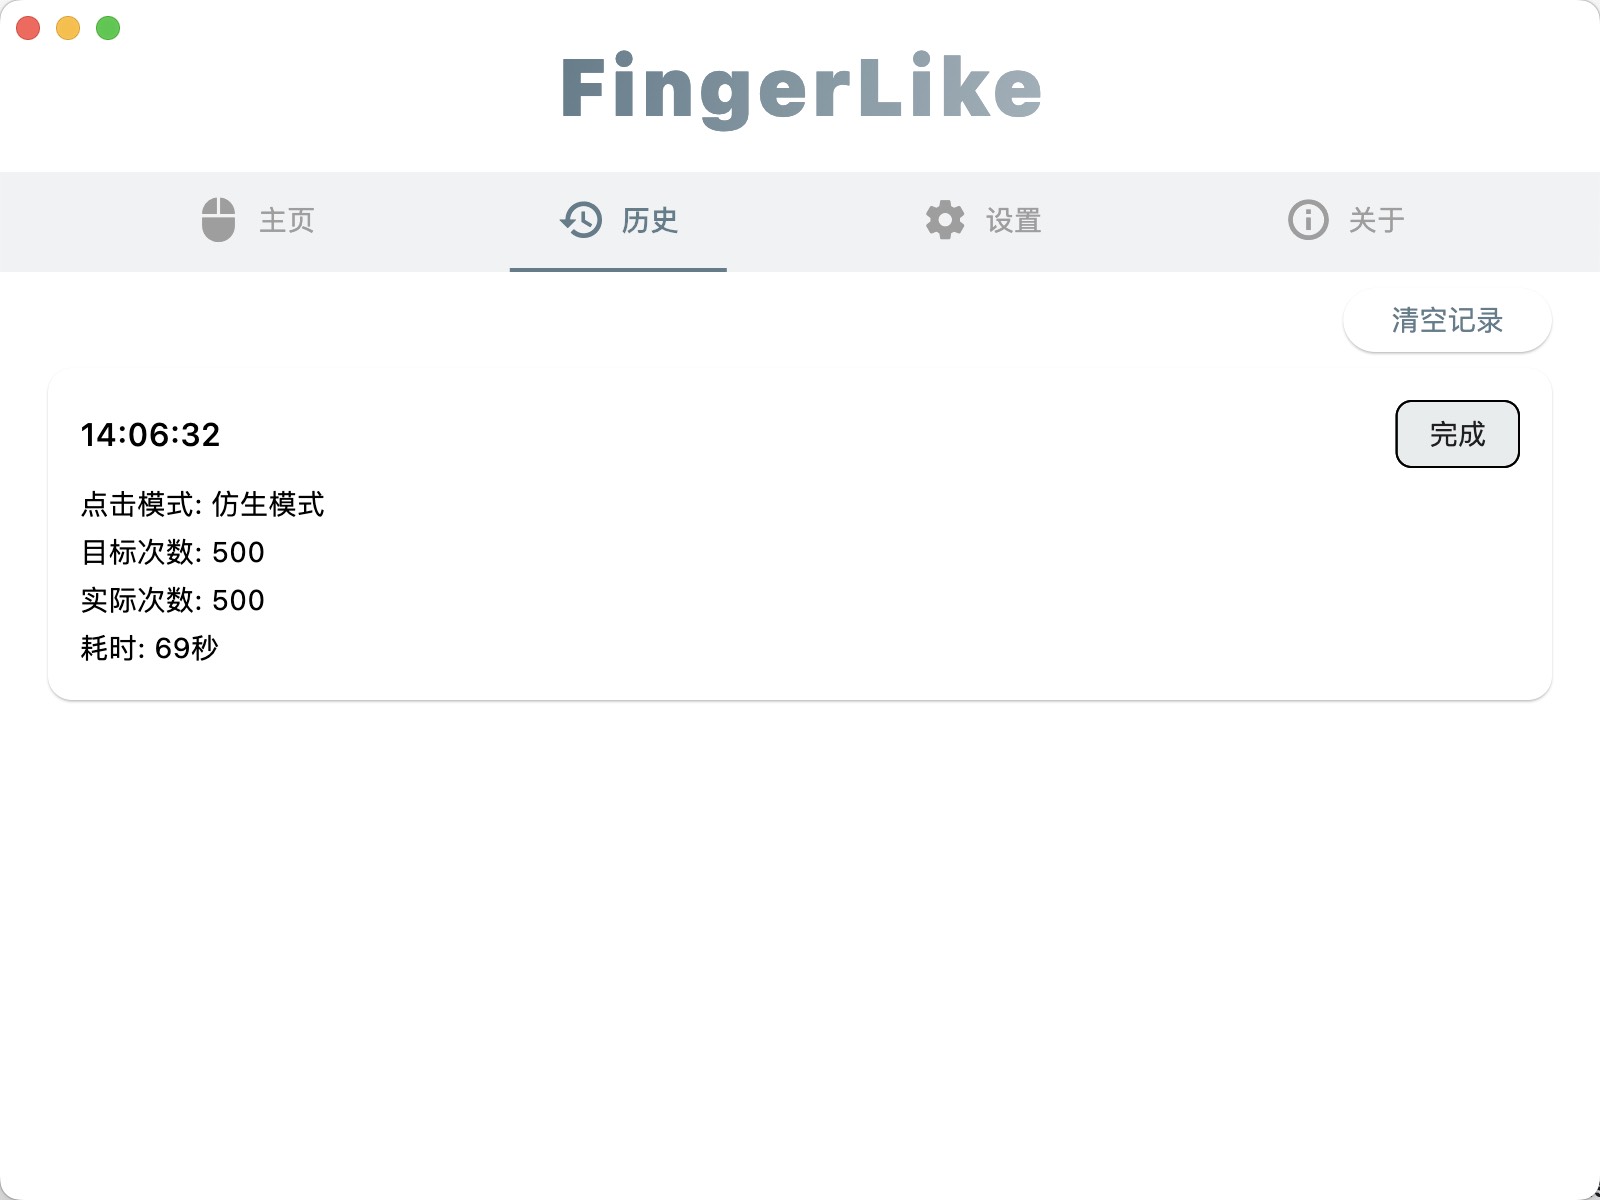 FingerLike
主页
历史
设置
关于
清空记录
14:06:32
完成
点击模式: 仿生模式
目标次数: 500
实际次数: 500
耗时: 69秒